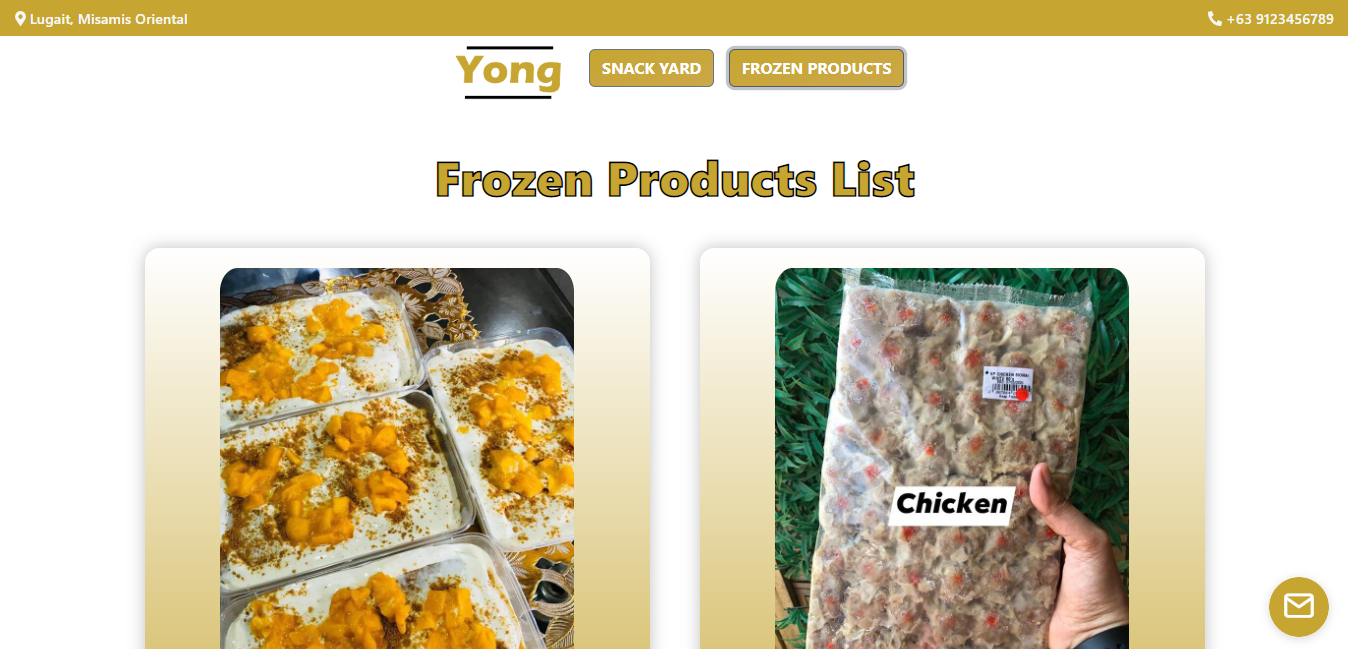 Lugait, Misamis Oriental
+63 9123456789
Yong
SNACK YARD
FROZEN PRODUCTS
Frozen Products List
Chicken